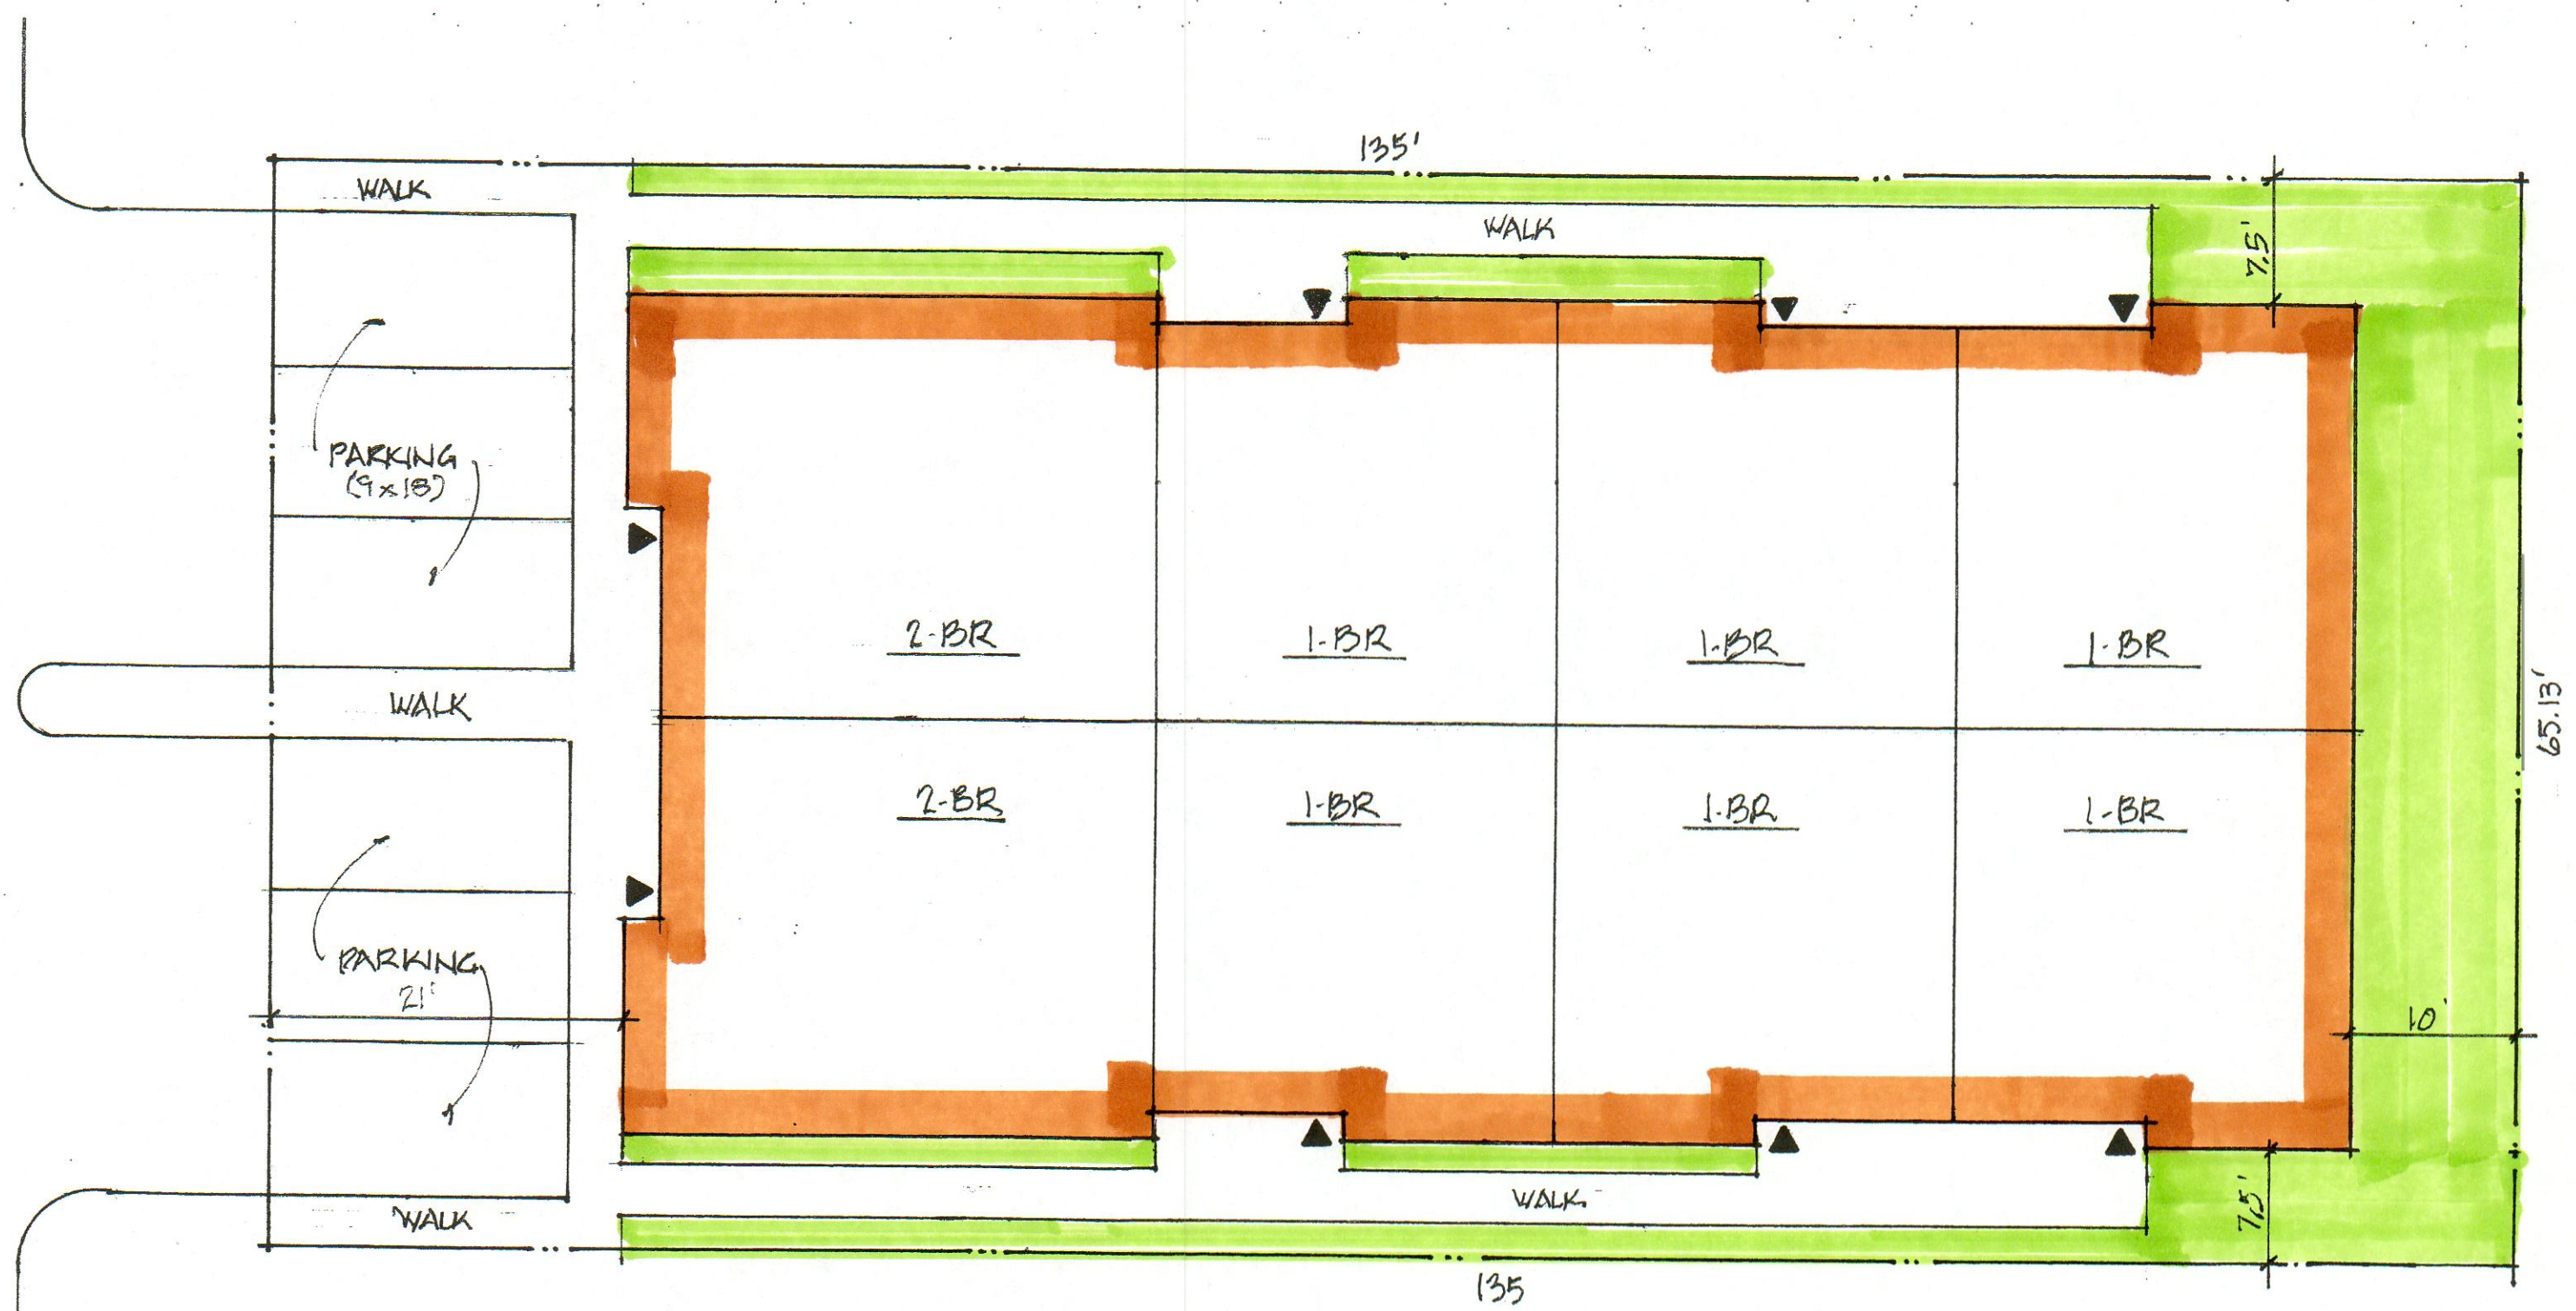 135'
WALK
WALK
7.5'
PARKING
(9x18)
2-BR
1-BR
1-BR
1-BR
WALK
65.13'
2-BR
1-BR
1-BR
1-BR
PARKING
21'
10'
WALK
WALK
7.5'
135